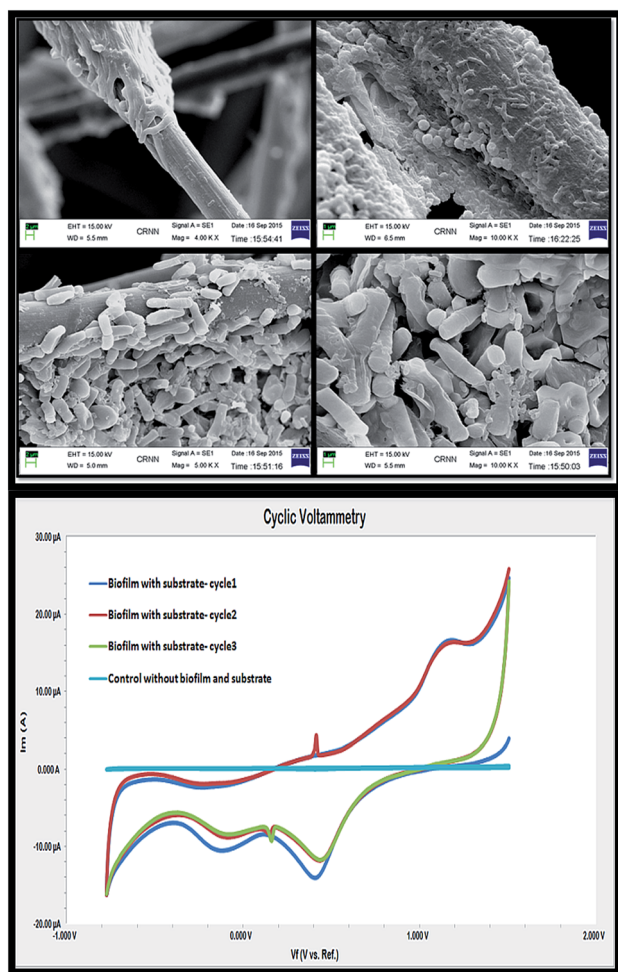 EHT = 15.00 kV Signal A = SE1 Date :16 Sep 2015
WD = 5.5 mm CRNN Mag = 4.00 K X Time :15:54:41 ZEISS
EHT = 15.00 kV Signal A = SE1 Date :16 Sep 2015
WD = 6.5 mm CRNN Mag = 10.00 K X Time :16:22:25 ZEISS
EHT = 15.00 kV Signal A = SE1 Date :16 Sep 2015
WD = 5.0 mm CRNN Mag = 5.00 K X Time :15:51:16 ZEISS
EHT = 15.00 kV Signal A = SE1 Date :16 Sep 2015
WD = 5.5 mm CRNN Mag = 10.00 K X Time :15:50:03 ZEISS
Cyclic Voltammetry
30.00 µA
20.00 µA
10.00 µA
0.000 A
-10.00 µA
-20.00 µA
Im (A)
Biofilm with substrate- cycle1
Biofilm with substrate- cycle2
Biofilm with substrate- cycle3
Control without biofilm and substrate
-1.000 V 0.000 V 1.000 V 2.000 V
Vf (V vs. Ref.)